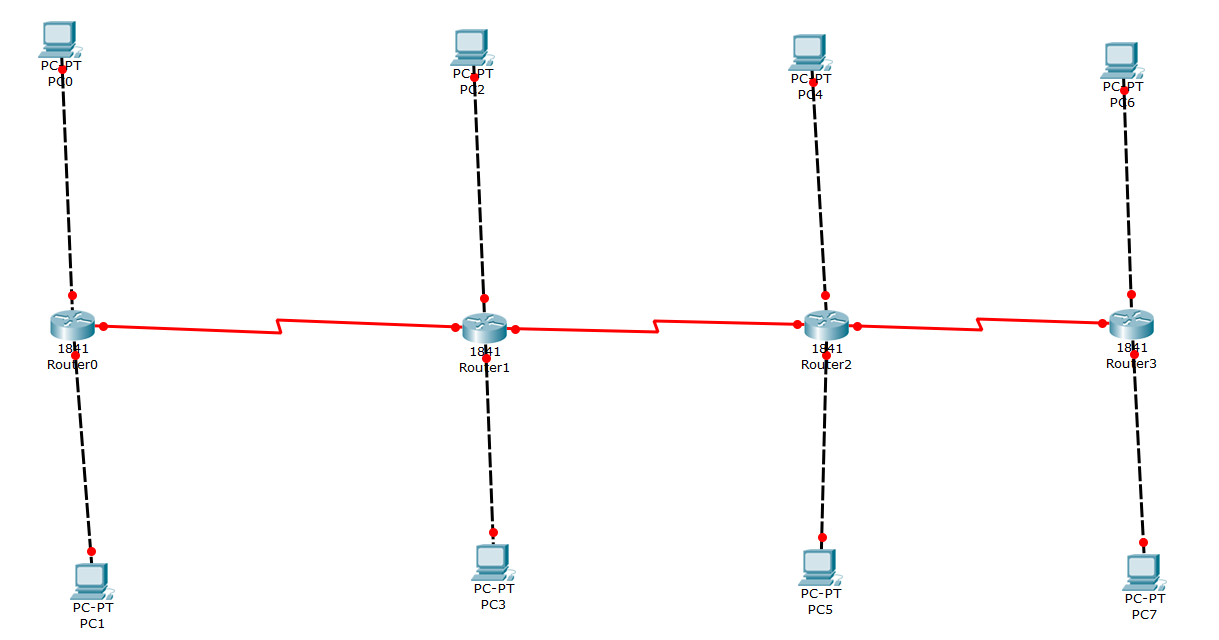 PC-PT
PC0
PC-PT
PC2
PC-PT
PC4
PC-PT
PC6
1841
Router0
1841
Router1
1841
Router2
1841
Router3
PC-PT
PC1
PC-PT
PC3
PC-PT
PC5
PC-PT
PC7